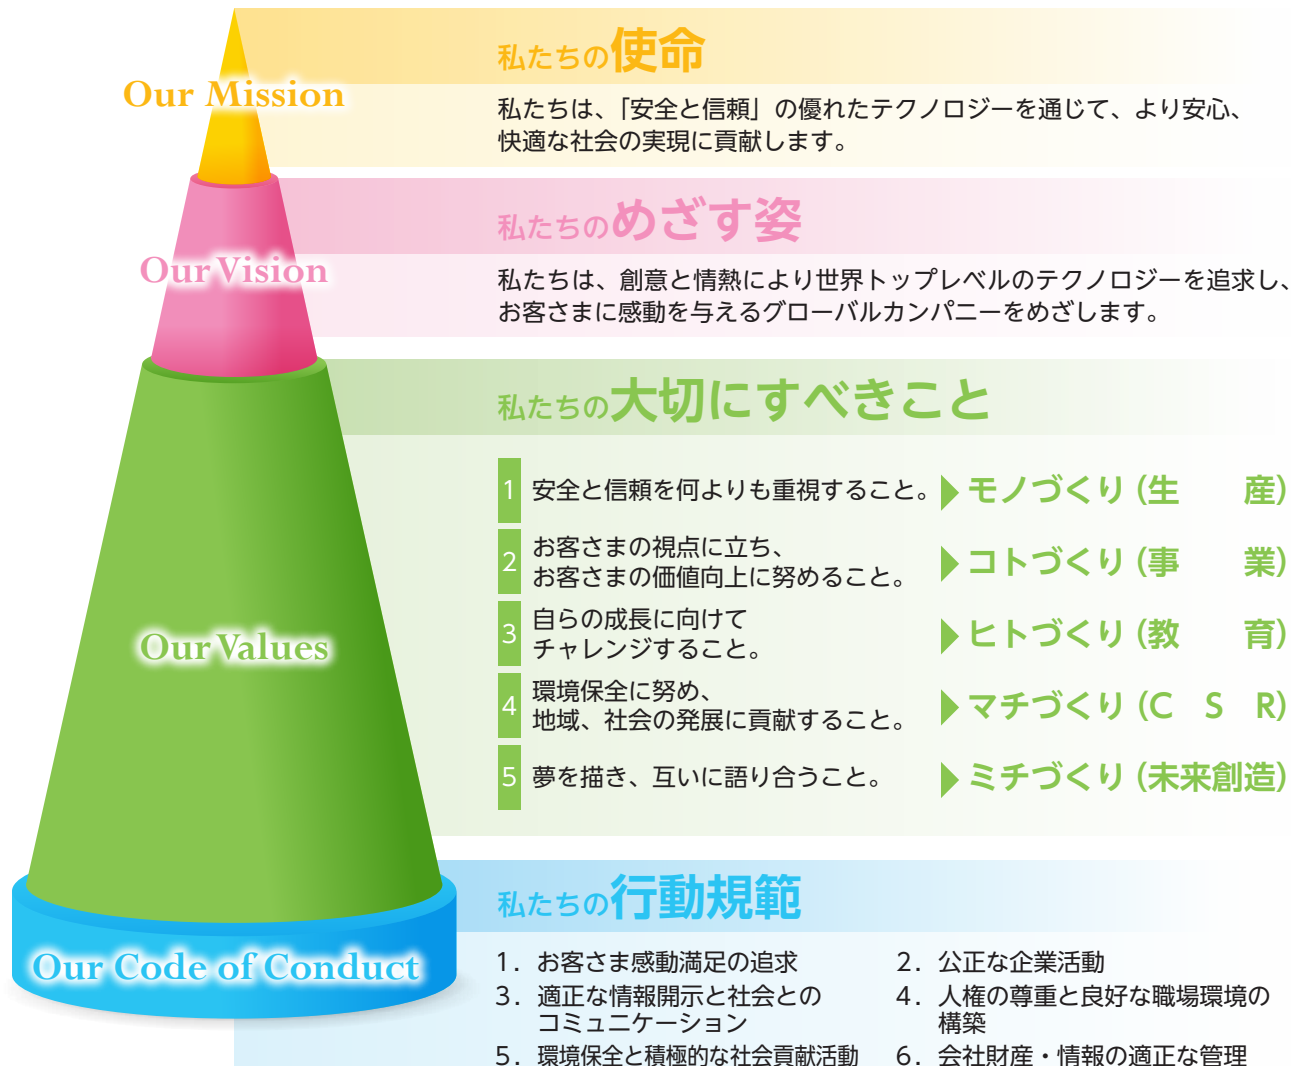 Our Mission
私たちの使命
私たちは、「安全と信頼」の優れたテクノロジーを通じて、より安心、
快適な社会の実現に貢献します。
Our Vision
私たちのめざす姿
私たちは、創意と情熱により世界トップレベルのテクノロジーを追求し、
お客さまに感動を与えるグローバルカンパニーをめざします。
Our Values
私たちの大切にすべきこと
1 安全と信頼を何よりも重視すること。 モノづくり(生 産)
2 お客さまの視点に立ち、
お客さまの価値向上に努めること。 コトづくり(事 業)
3 自らの成長に向けて
チャレンジすること。 ヒトづくり(教 育)
4 環境保全に努め、
地域、社会の発展に貢献すること。 マチづくり(C S R)
5 夢を描き、互いに語り合うこと。 ミチづくり(未来創造)
Our Code of Conduct
私たちの行動規範
1. お客さま感動満足の追求
2. 公正な企業活動
3. 適正な情報開示と社会との
コミュニケーション
4. 人権の尊重と良好な職場環境の
構築
5. 環境保全と積極的な社会貢献活動
6. 会社財産・情報の適正な管理